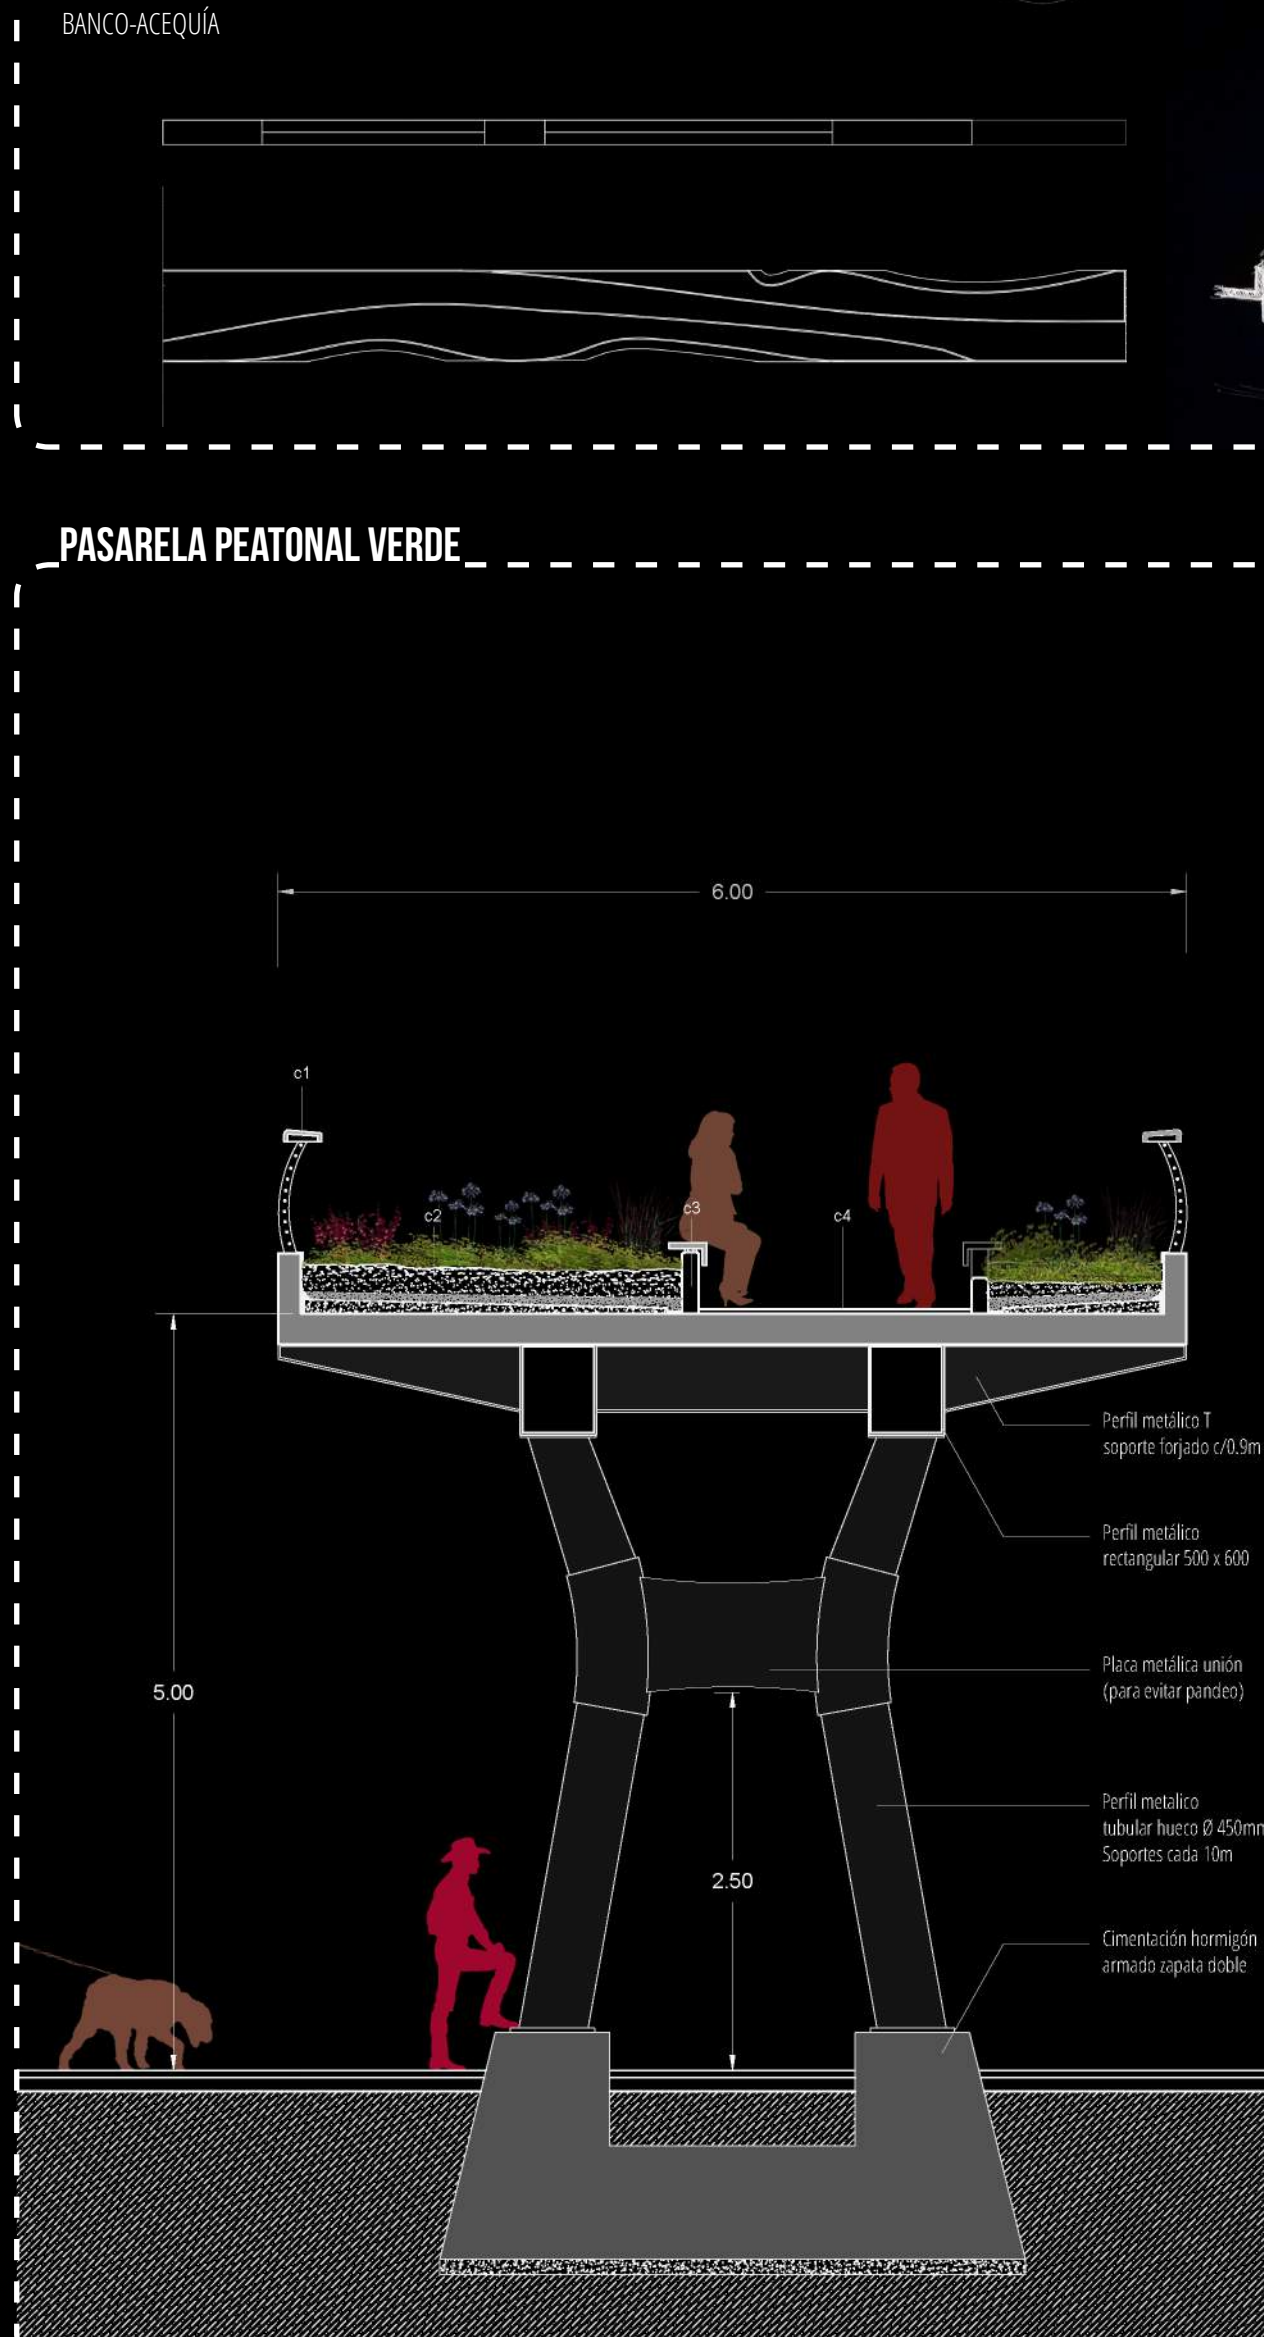 BANCO-ACEQUÍA
PASARELA PEATONAL VERDE
6.00
c1
c2
c3
c4
Perfil metálico T
soporte forjado c/0.9m
Perfil metálico
rectangular 500 x 600
Placa metálica unión
(para evitar pandeo)
5.00
Perfil metalico
tubular hueco Ø 450mm
Soportes cada 10m
2.50
Cimentación hormigón
armado zapata doble